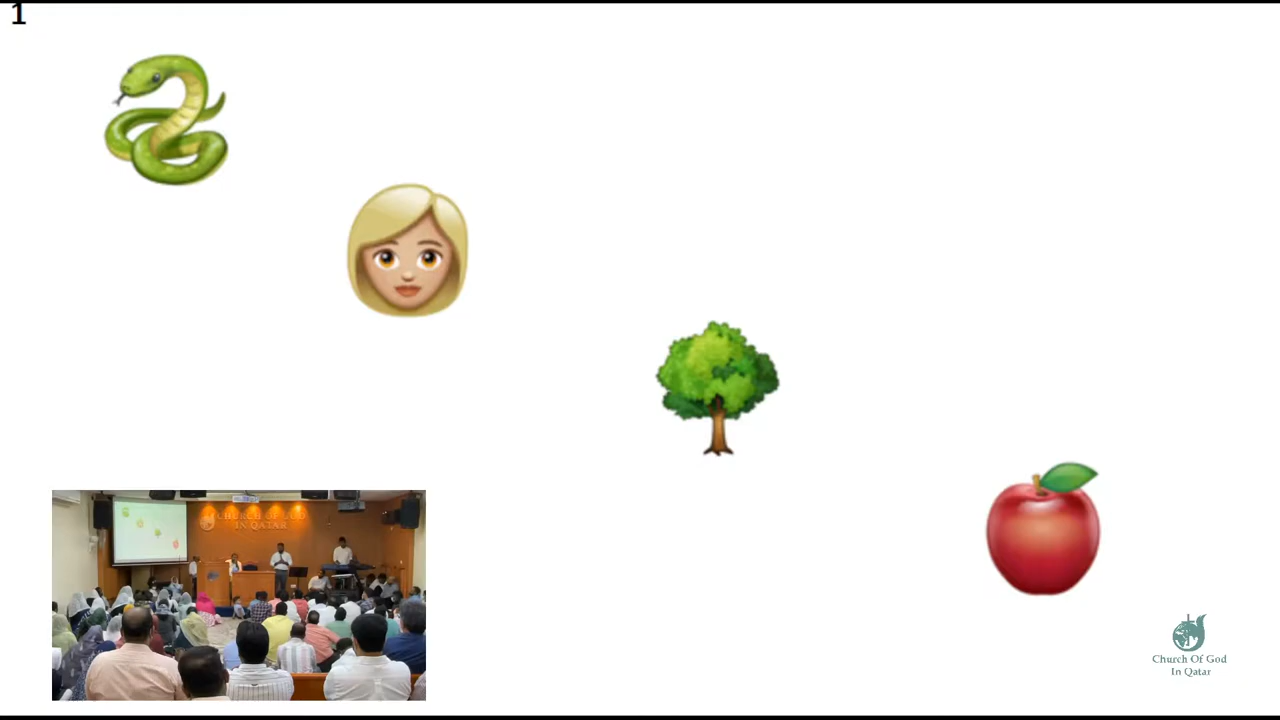 1
CHURCH OF GOD
IN QATAR
Church Of God
In Qatar